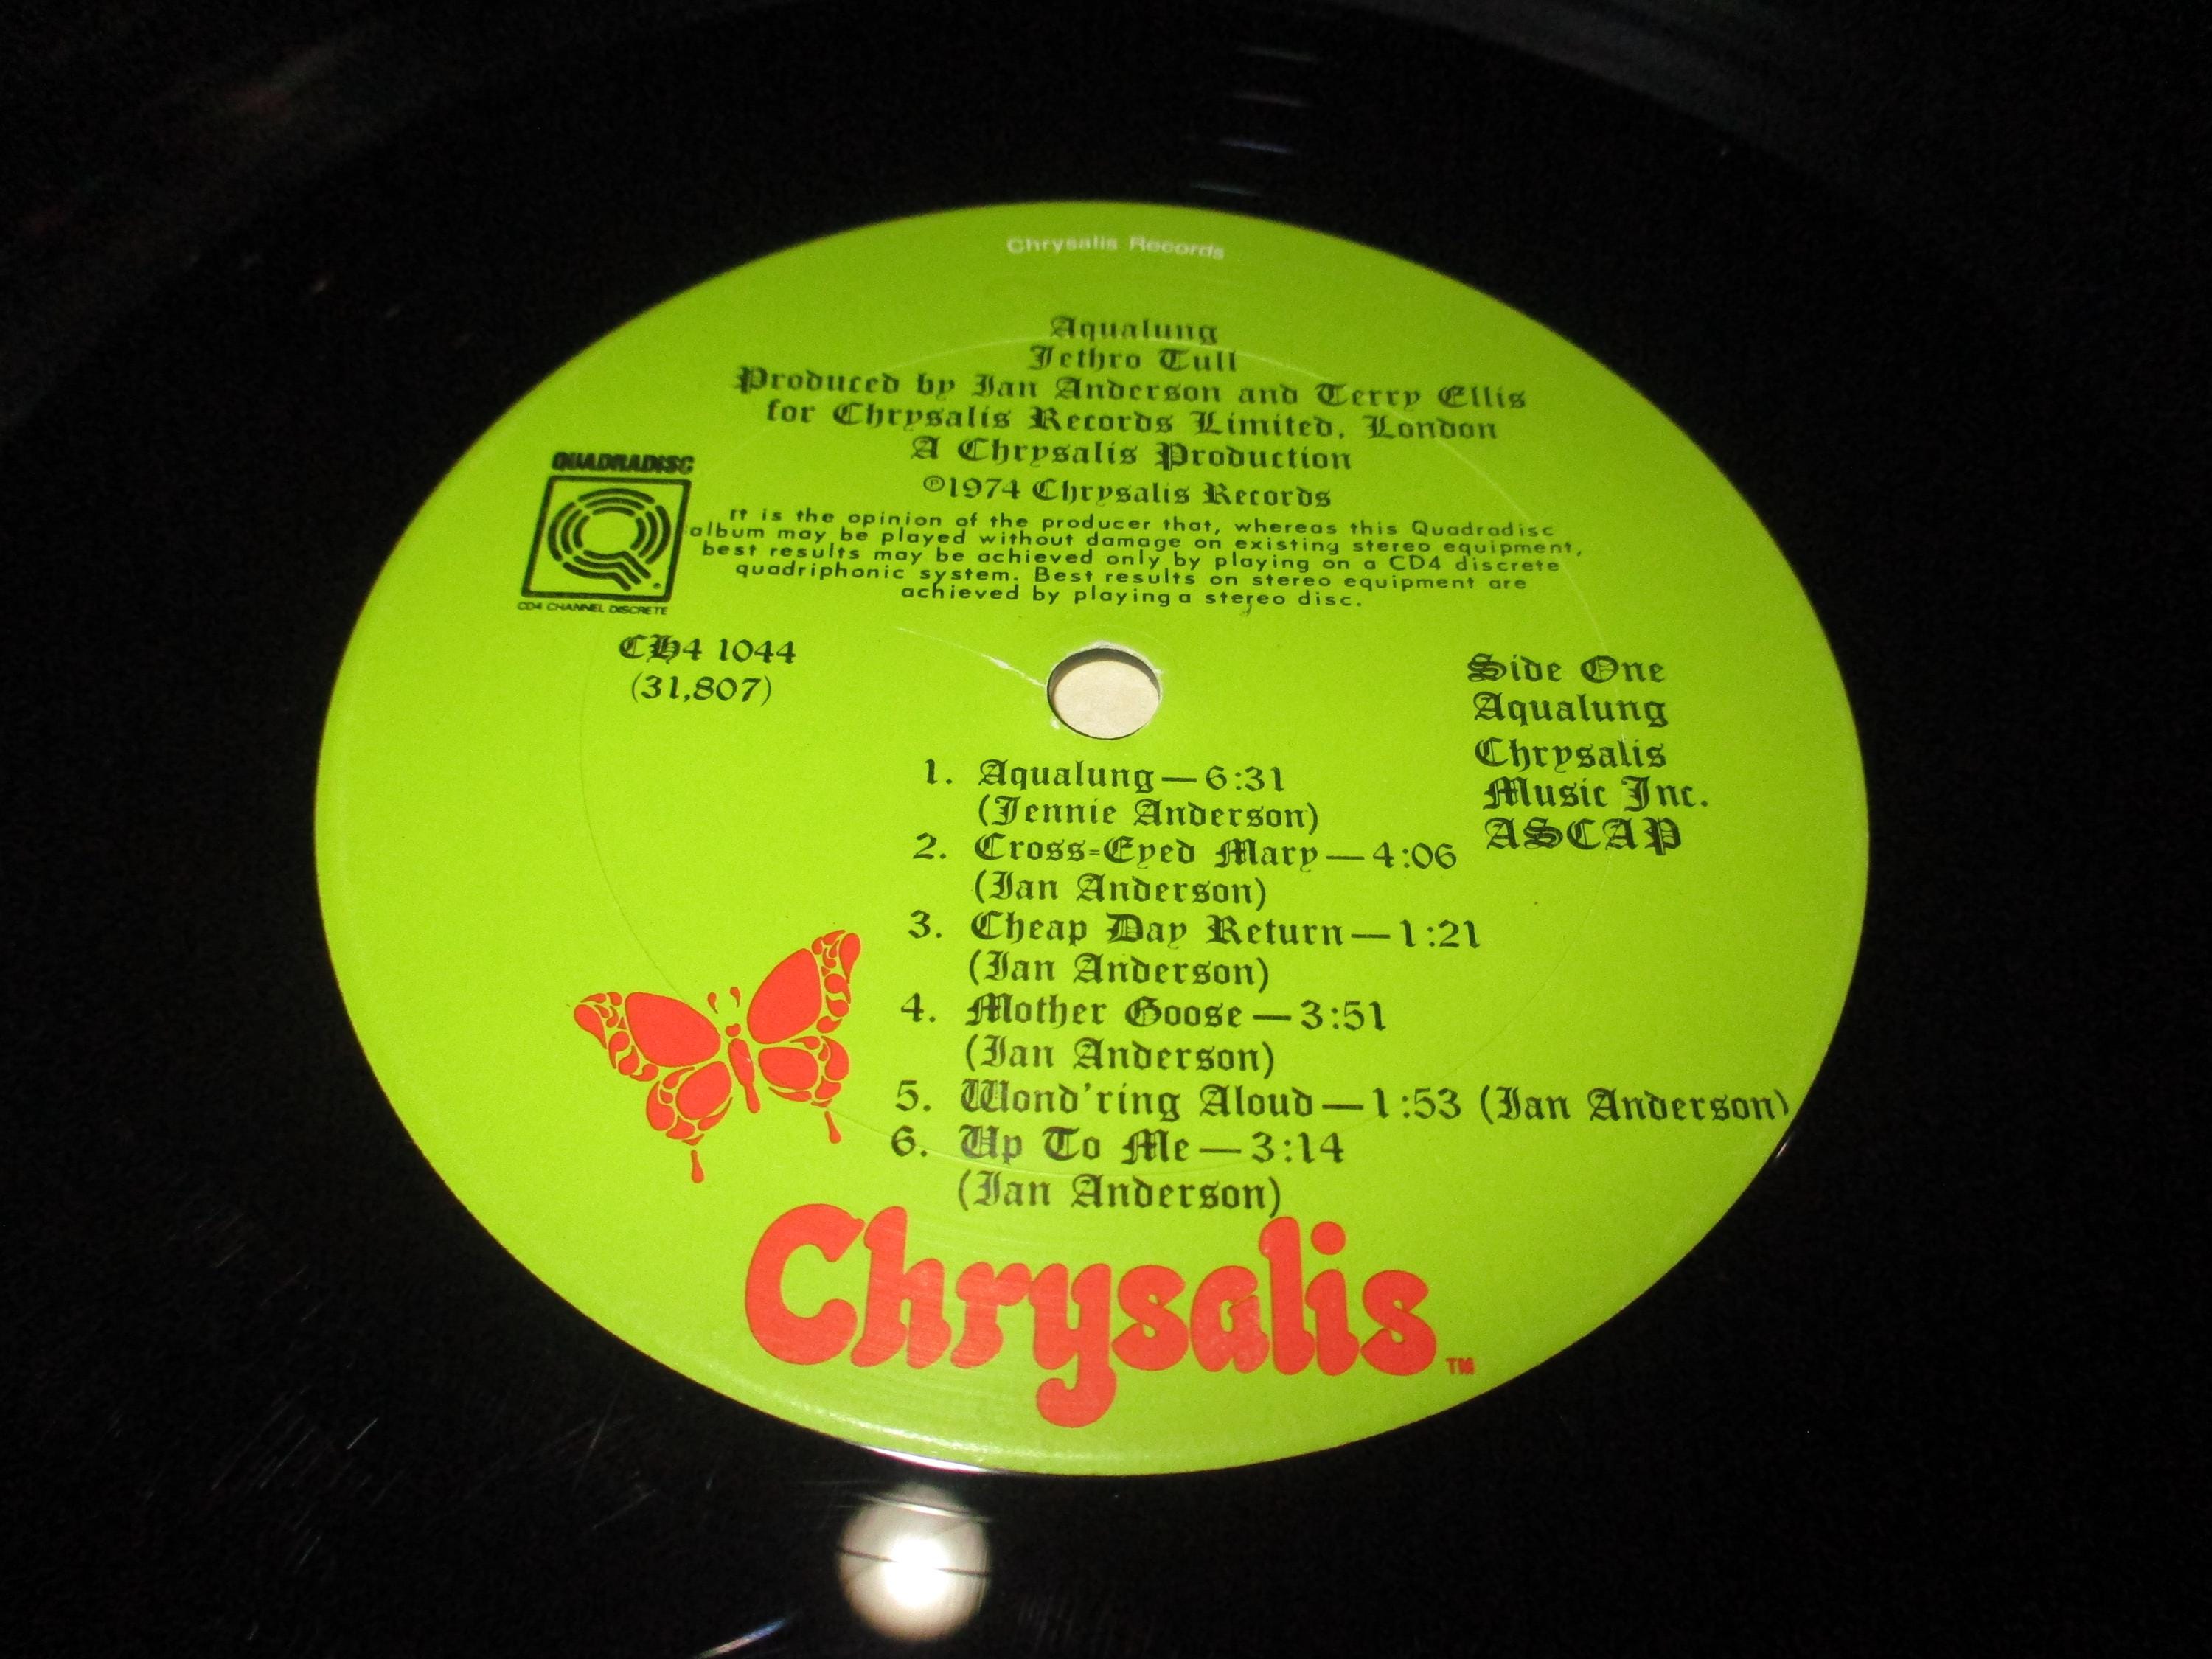 Chrysalis Records
Aqualung
Jethro Tull
Produced by Ian Anderson and Terry Ellis
for Chrysalis Records Limited, London
A Chrysalis Production
℗1974 Chrysalis Records
QUADRADISC
CD4 CHANNEL DISCRETE
It is the opinion of the producer that, whereas this Quadradisc
album may be played without damage on existing stereo equipment,
best results may be achieved only by playing on a CD4 discrete
quadriphonic system. Best results on stereo equipment are
achieved by playing a stereo disc.
CH4 1044
(31,807)
Side One
Aqualung
Chrysalis
Music Inc.
ASCAP
1. Aqualung—6:31
(Jennie Anderson)
2. Cross=Eyed Mary—4:06
(Ian Anderson)
3. Cheap Day Return—1:21
(Ian Anderson)
4. Mother Goose—3:51
(Ian Anderson)
5. Wond'ring Aloud—1:53 (Ian Anderson)
6. Up To Me—3:14
(Ian Anderson)
Chrysalis TM